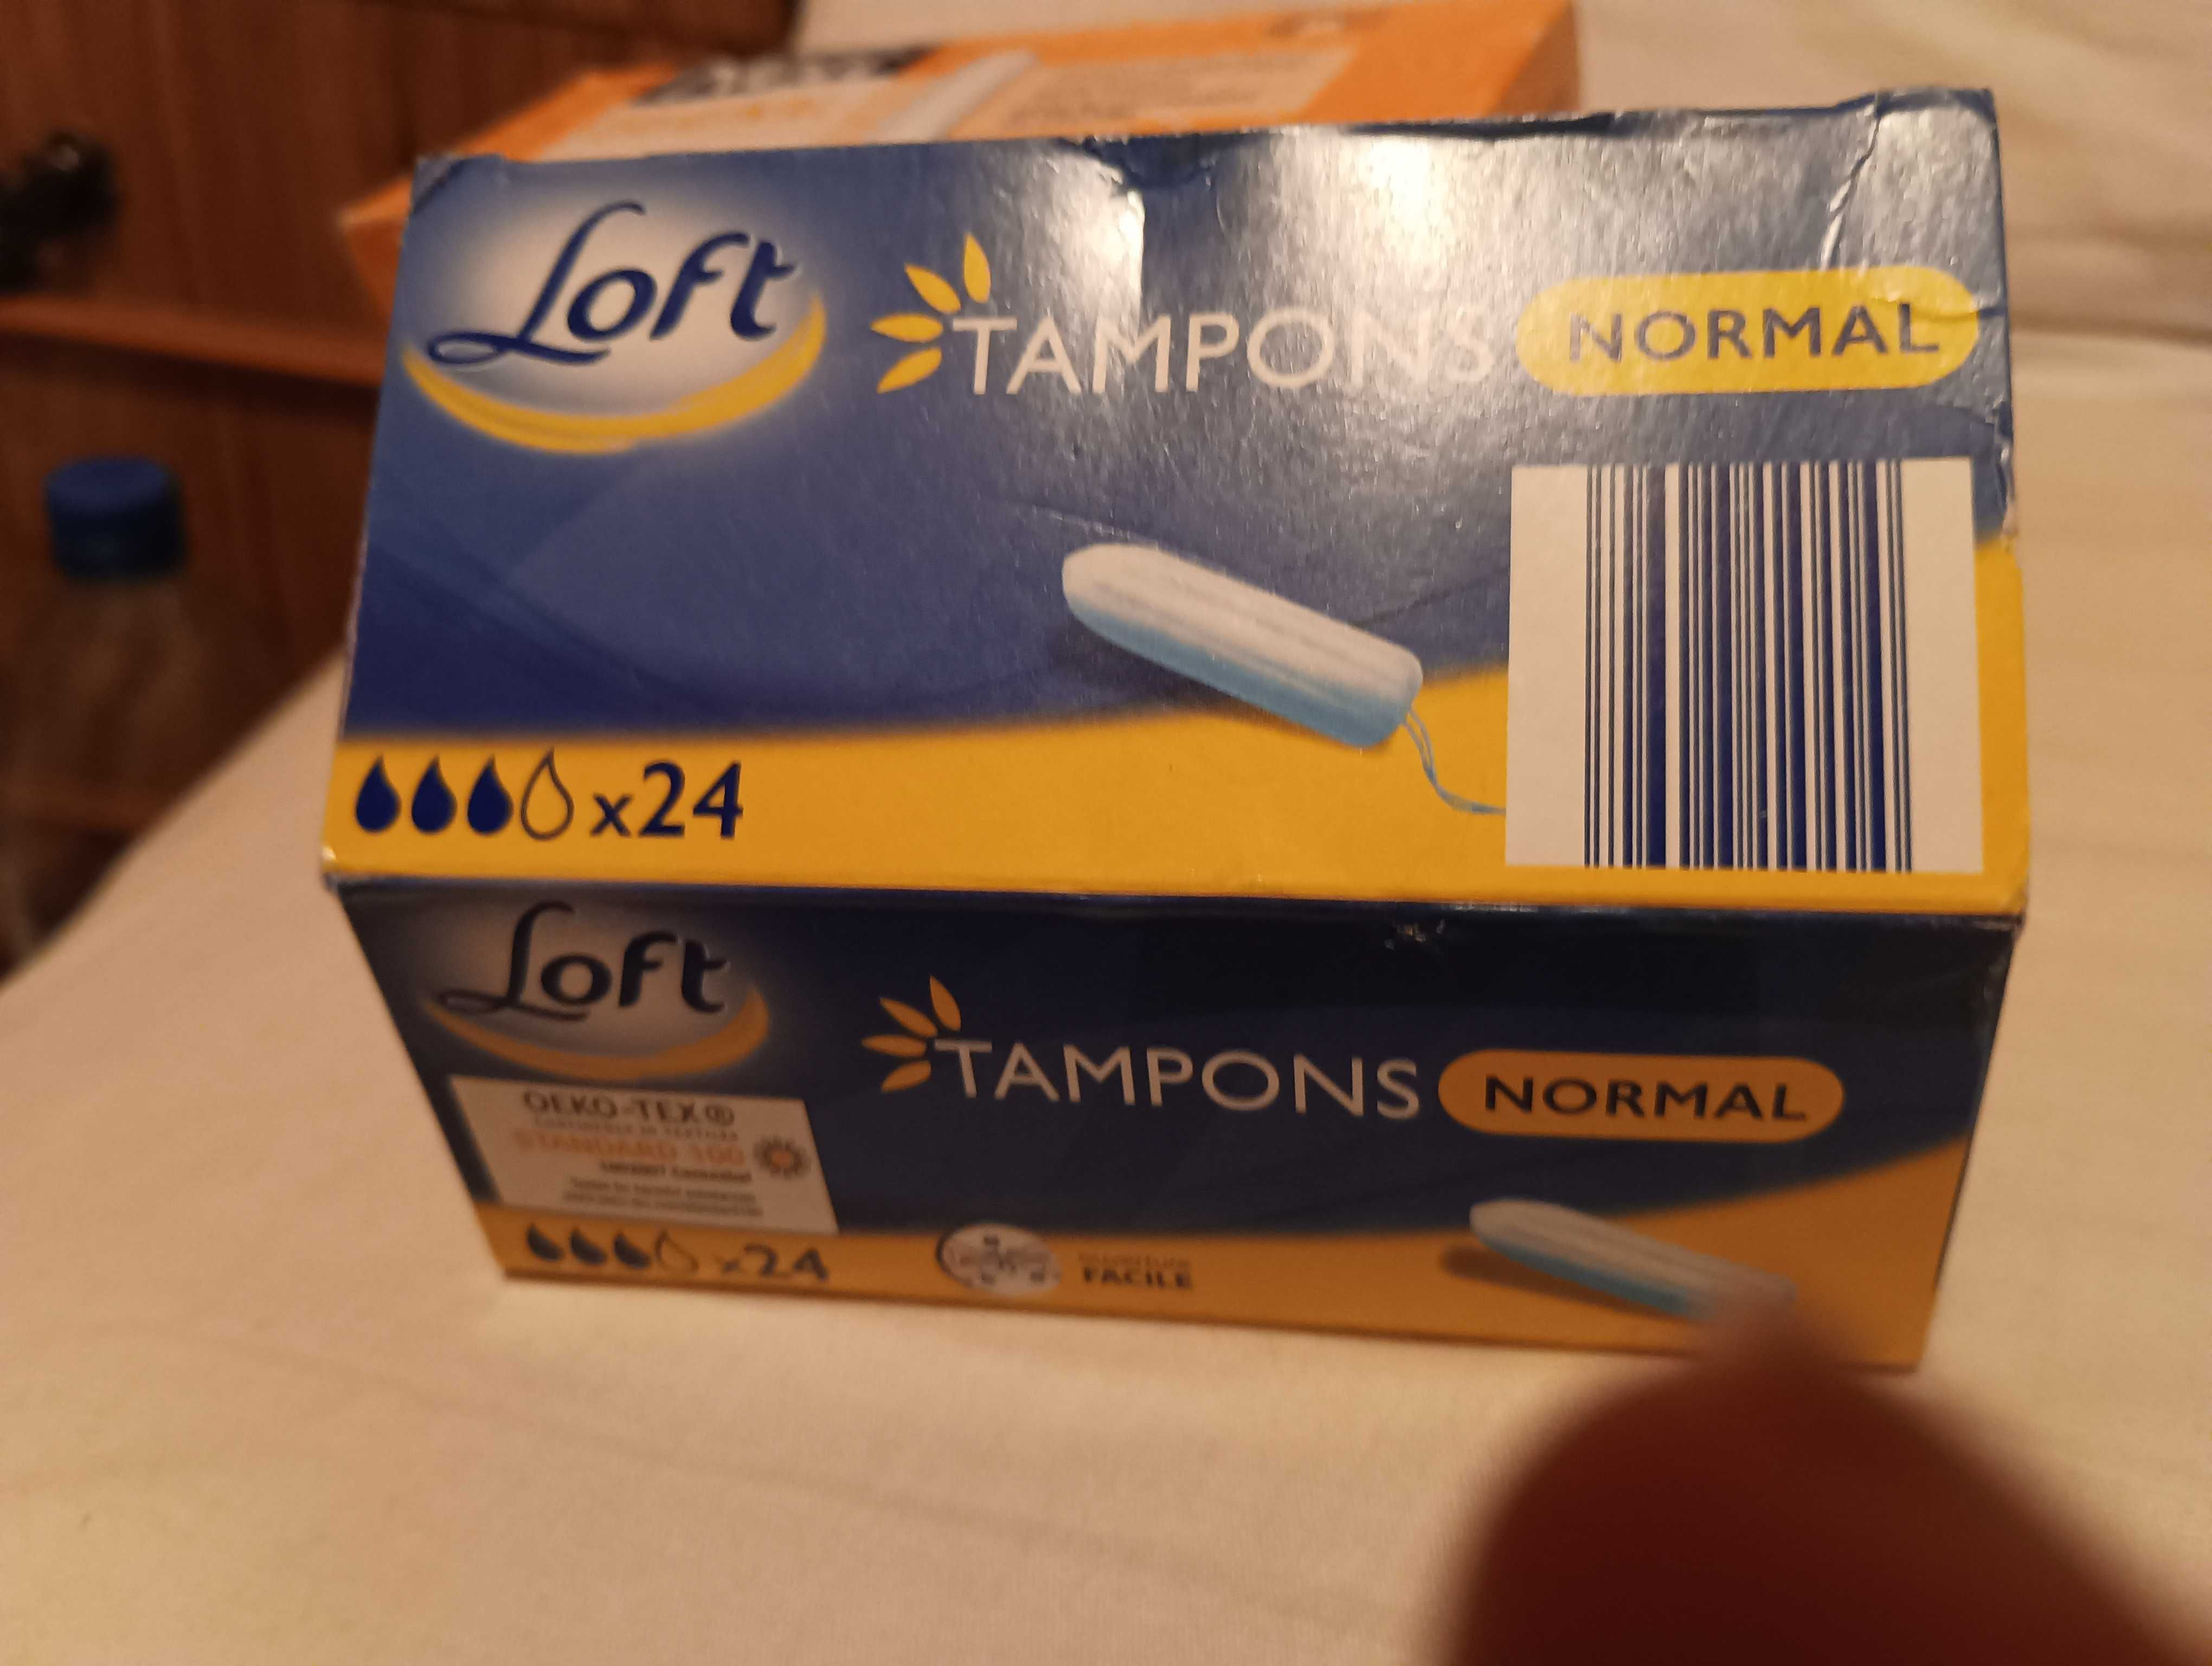 Loft
TAMPONS NORMAL
x24
Loft
TAMPONS NORMAL
OEKO-TEX®
STANDARD 100
x24
FACILE